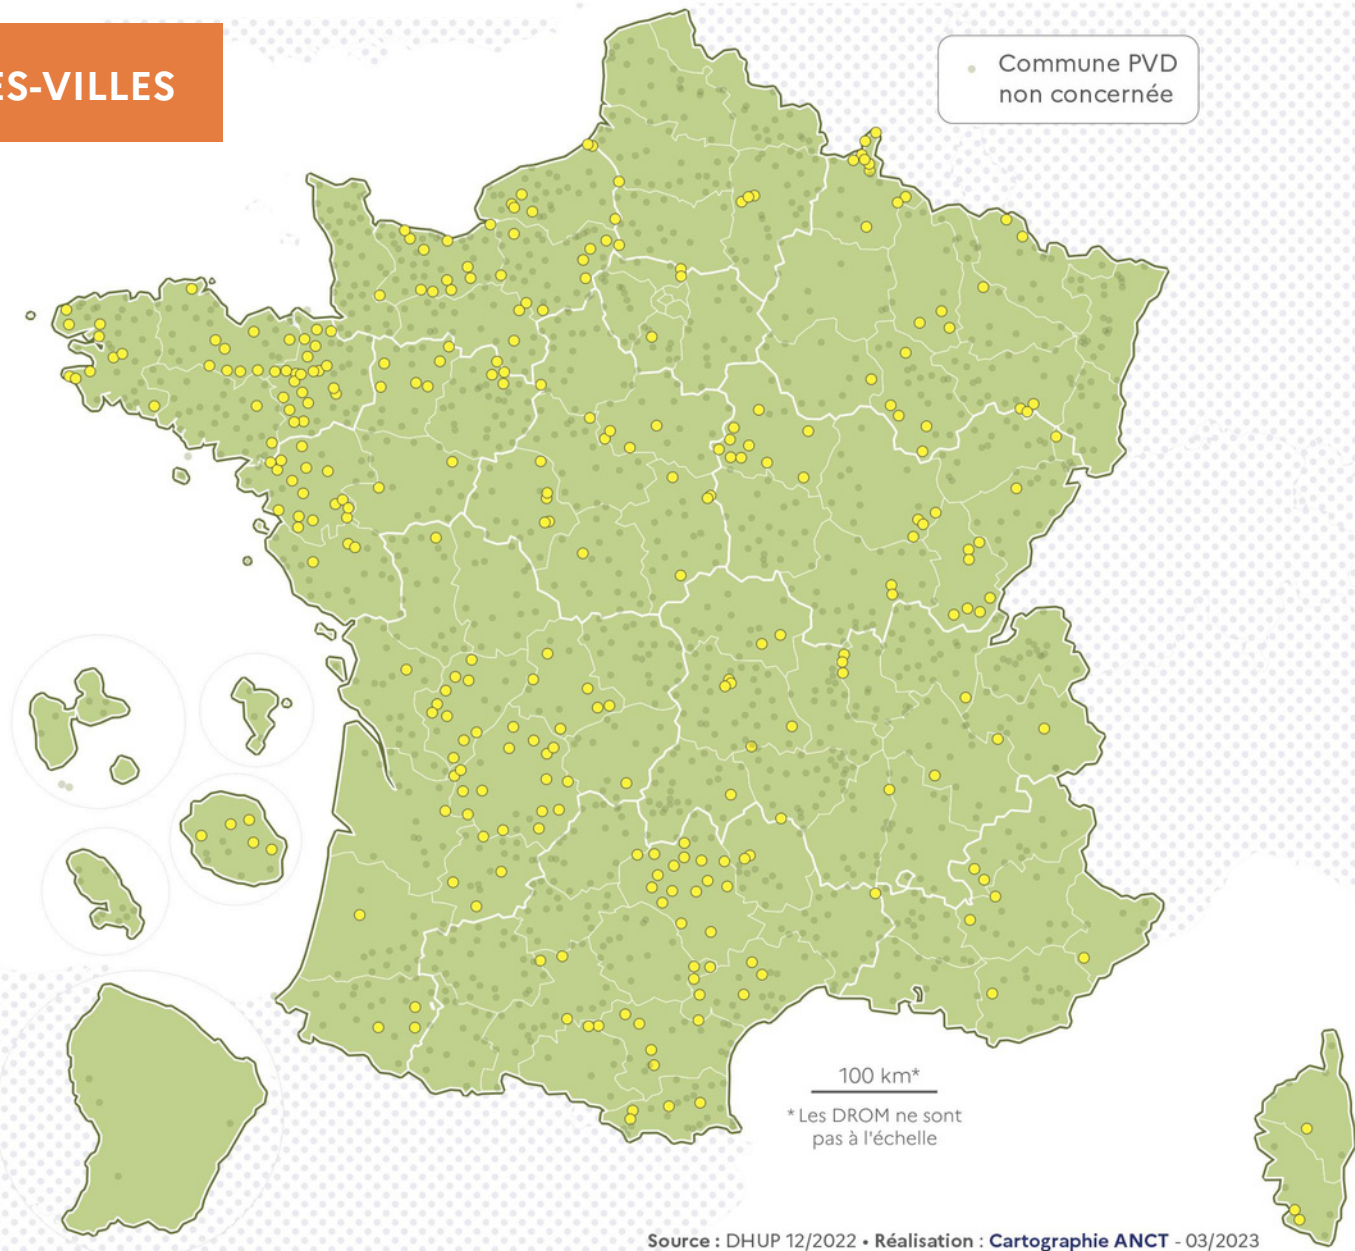 ES-VILLES
Commune PVD
non concernée
100 km*
*Les DROM ne sont
pas à l'échelle
Source : DHUP 12/2022 • Réalisation : Cartographie ANCT - 03/2023